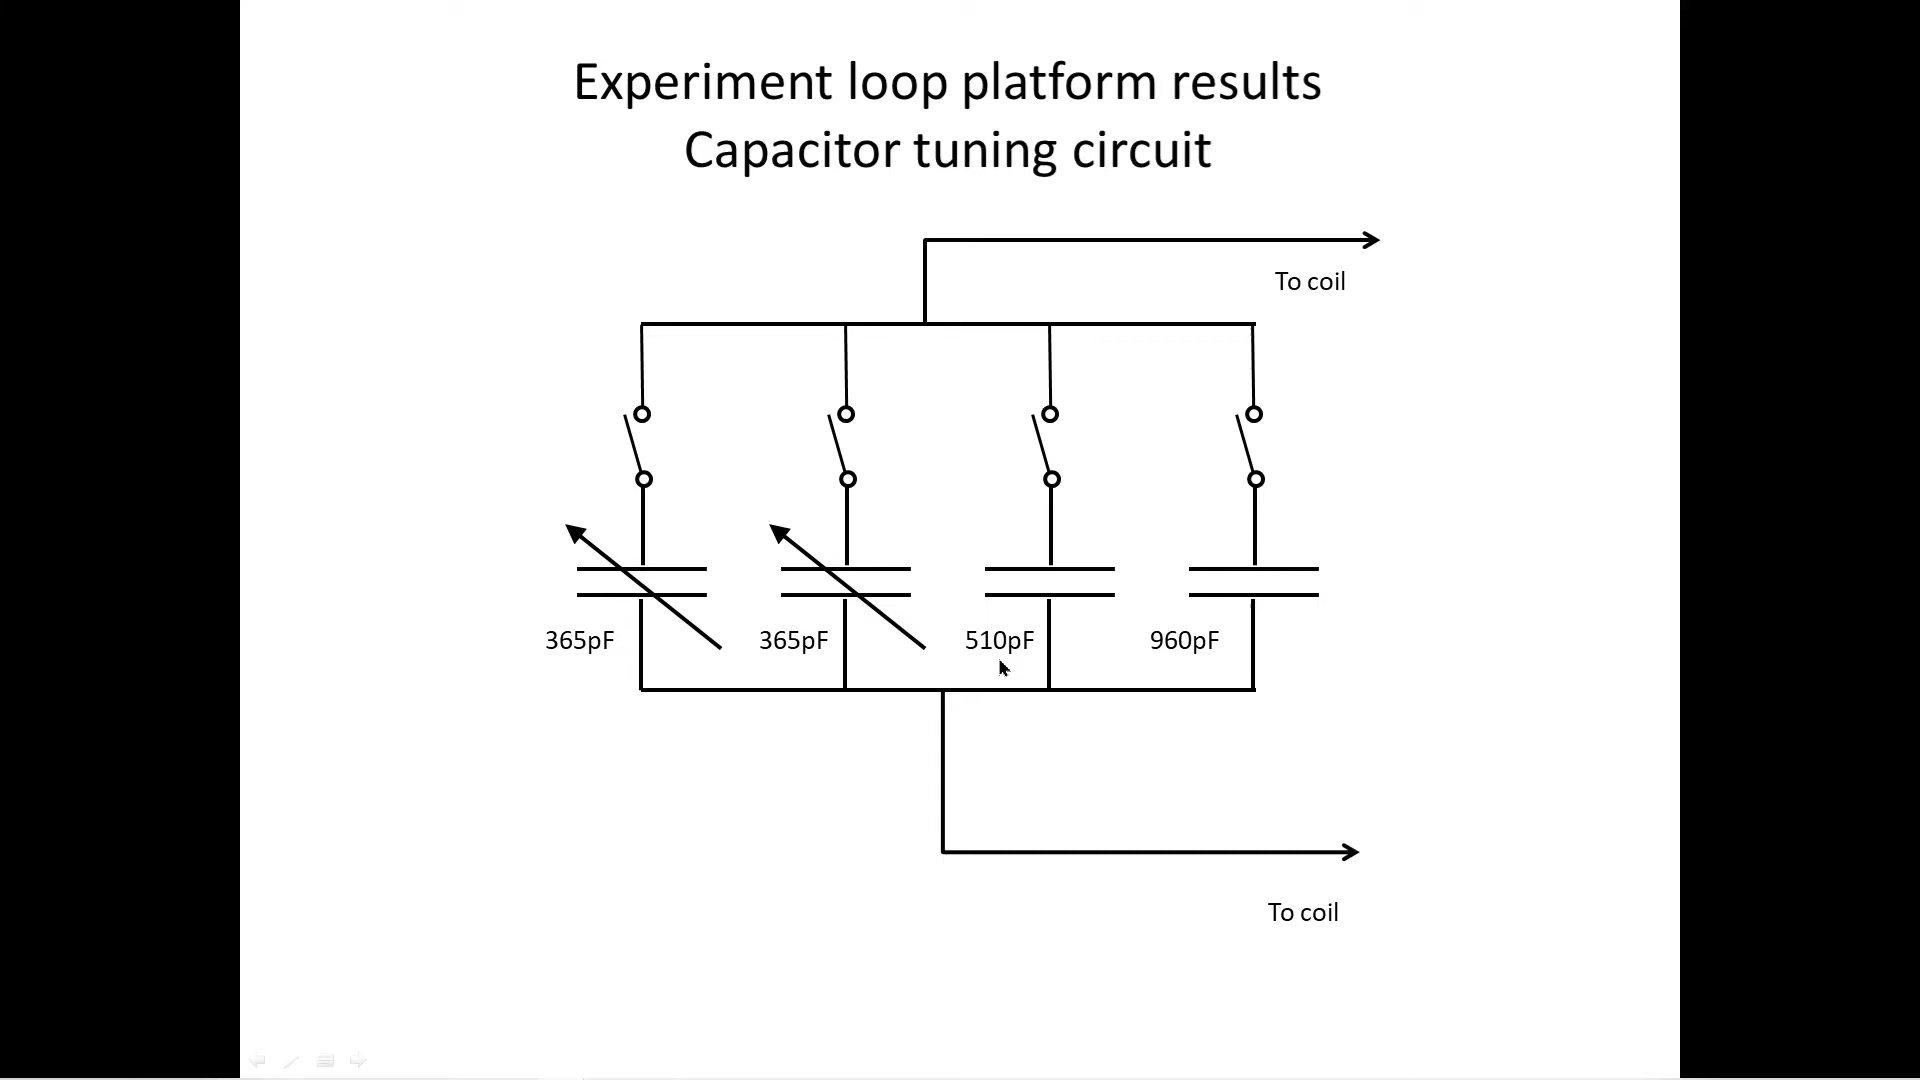 Experiment loop platform results
Capacitor tuning circuit
To coil
365pF
365pF
510pF
960pF
To coil